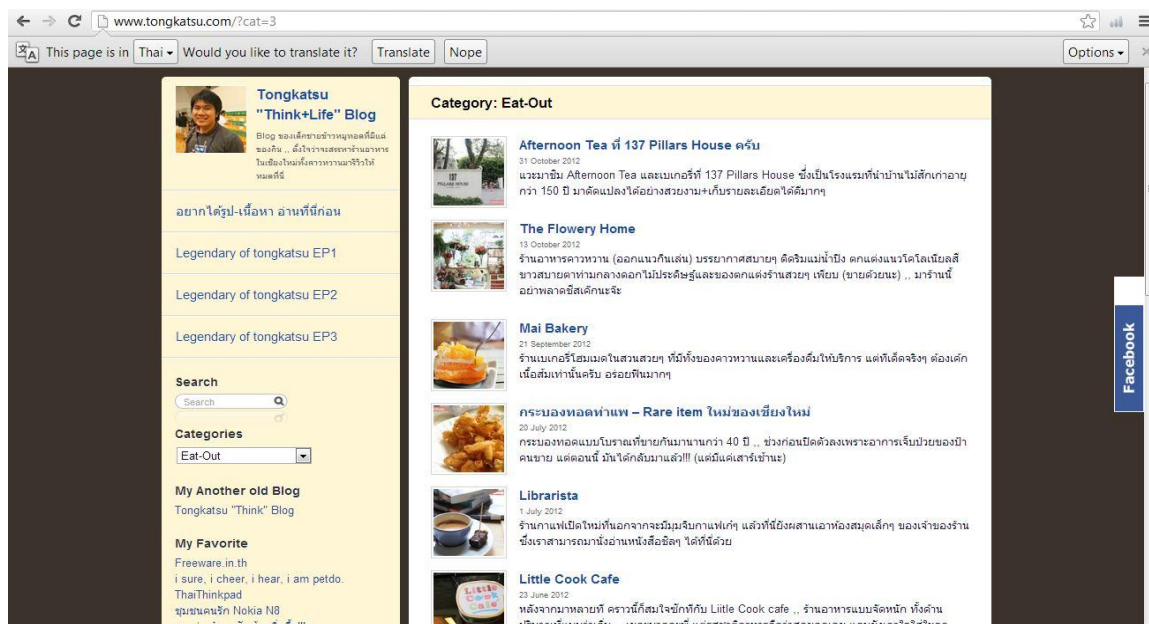 www.tongkatsu.com/?cat=3
This page is in Thai Would you like to translate it? Translate Nope Options
Tongkatsu
"Think+Life" Blog
Blog ของเด็กชายข้าวหมูทอดที่มีแต่
ของกิน ,, ตั้งใจว่าจะสรรหาร้านอาหาร
ในเชียงใหม่ทั้งคาวหวานมารีวิวให้
หมดที่นี่
อยากได้รูป-เนื้อหา อ่านที่นี่ก่อน
Legendary of tongkatsu EP1
Legendary of tongkatsu EP2
Legendary of tongkatsu EP3
Search
Search
Categories
Eat-Out
My Another old Blog
Tongkatsu "Think" Blog
My Favorite
Freeware.in.th
i sure, i cheer, i hear, i am petdo.
ThaiThinkpad
ชุมชนคนรัก Nokia N8
Category: Eat-Out
Afternoon Tea ที่ 137 Pillars House ครับ
31 October 2012
แวะมาชิม Afternoon Tea และเบเกอรี่ที่ 137 Pillars House ซึ่งเป็นโรงแรมที่นำบ้านไม้สักเก่าอายุ
กว่า 150 ปี มาดัดแปลงได้อย่างสวยงาม+เก็บรายละเอียดได้ดีมากๆ
137
PILLARS HOUSE
The Flowery Home
13 October 2012
ร้านอาหารคาวหวาน (ออกแนวกินเล่น) บรรยากาศสบายๆ ติดริมแม่น้ำปิง ตกแต่งแนวโคโลเนียลสี
ขาวสบายตาท่ามกลางดอกไม้ประดิษฐ์และของตกแต่งร้านสวยๆ เพียบ (ขายด้วยนะ) ,, มาร้านนี้
อย่าพลาดชีสเค้กนะจ๊ะ
Mai Bakery
21 September 2012
ร้านเบเกอรี่โฮมเมดในสวนสวยๆ ที่มีทั้งของคาวหวานและเครื่องดื่มให้บริการ แต่ทีเด็ดจริงๆ ต้องเค้ก
เนื้อส้มเท่านั้นครับ อร่อยฟินมากๆ
กระบองทอดท่าแพ – Rare item ใหม่ของเชียงใหม่
20 July 2012
กระบองทอดแบบโบราณที่ขายกันมานานกว่า 40 ปี ,, ช่วงก่อนปิดตัวลงเพราะอาการเจ็บป่วยของป้า
คนขาย แต่ตอนนี้ มันได้กลับมาแล้ว!!! (แต่มีแค่เสาร์เช้านะ)
Librarista
1 July 2012
ร้านกาแฟเปิดใหม่ที่นอกจากจะมีมุมจิบกาแฟเก๋ๆ แล้วที่นี่ยังผสานเอาห้องสมุดเล็กๆ ของเจ้าของร้าน
ซึ่งเราสามารถมานั่งอ่านหนังสือชิลๆ ได้ที่นี่ด้วย
Little Cook Cafe
23 June 2012
หลังจากมาหลายที คราวนี้ก็สมใจซักทีกับ Liitle Cook cafe ,, ร้านอาหารแบบจัดหนัก ทั้งด้าน
Little
Cook
Cafe
Facebook